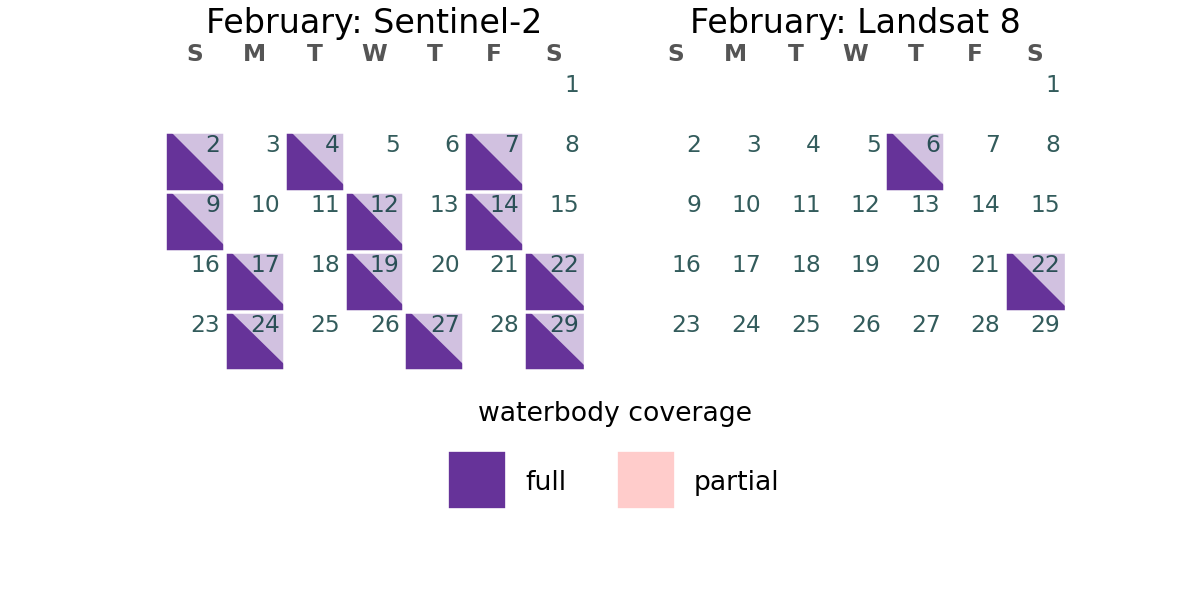 February: Sentinel-2
S M T W T F S
1
2 3 4 5 6 7 8
9 10 11 12 13 14 15
16 17 18 19 20 21 22
23 24 25 26 27 28 29
February: Landsat 8
S M T W T F S
1
2 3 4 5 6 7 8
9 10 11 12 13 14 15
16 17 18 19 20 21 22
23 24 25 26 27 28 29
waterbody coverage
full
partial